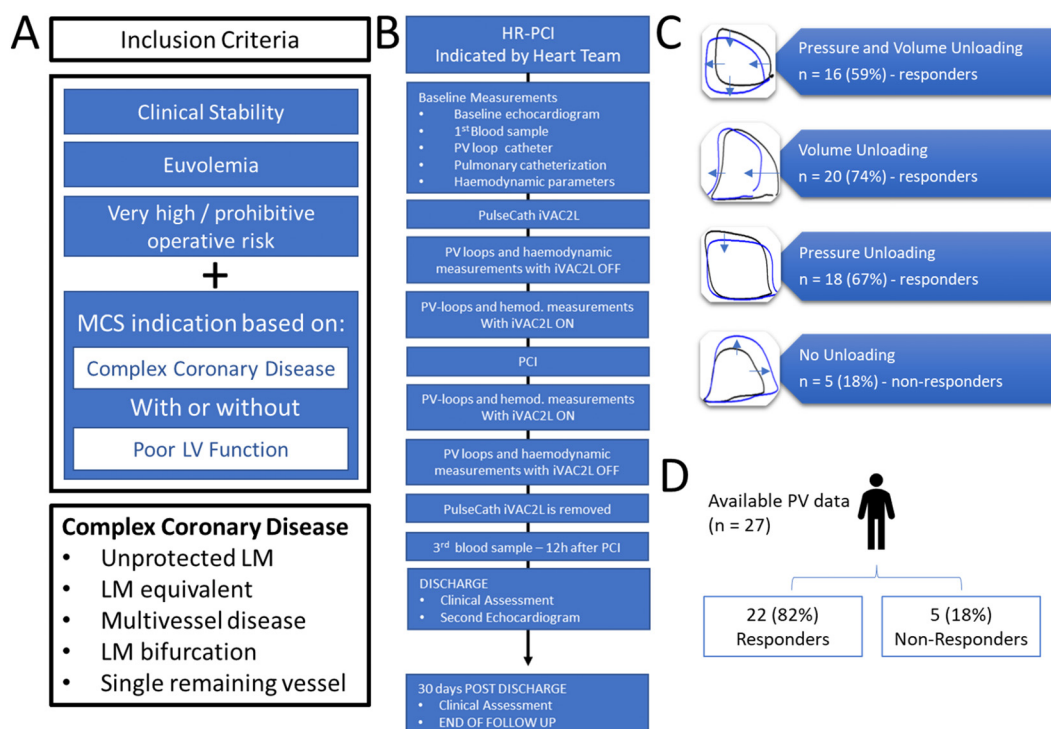 A
Inclusion Criteria
Clinical Stability
Euvolemia
Very high / prohibitive
operative risk
+
MCS indication based on:
Complex Coronary Disease
With or without
Poor LV Function
Complex Coronary Disease
• Unprotected LM
• LM equivalent
• Multivessel disease
• LM bifurcation
• Single remaining vessel
B
HR-PCI
Indicated by Heart Team
Baseline Measurements
• Baseline echocardiogram
• 1st Blood sample
• PV loop catheter
• Pulmonary catheterization
• Haemodynamic parameters
PulseCath iVAC2L
PV loops and haemodynamic
measurements with iVAC2L OFF
PV-loops and hemod. measurements
With iVAC2L ON
PCI
PV-loops and hemod. measurements
With iVAC2L ON
PV loops and haemodynamic
measurements with iVAC2L OFF
PulseCath iVAC2L is removed
3rd blood sample – 12h after PCI
DISCHARGE
• Clinical Assessment
• Second Echocardiogram
30 days POST DISCHARGE
• Clinical Assessment
• END OF FOLLOW UP
C
Pressure and Volume Unloading
n = 16 (59%) - responders
Volume Unloading
n = 20 (74%) - responders
Pressure Unloading
n = 18 (67%) - responders
No Unloading
n = 5 (18%) - non-responders
D
Available PV data
(n = 27)
22 (82%)
Responders
5 (18%)
Non-Responders